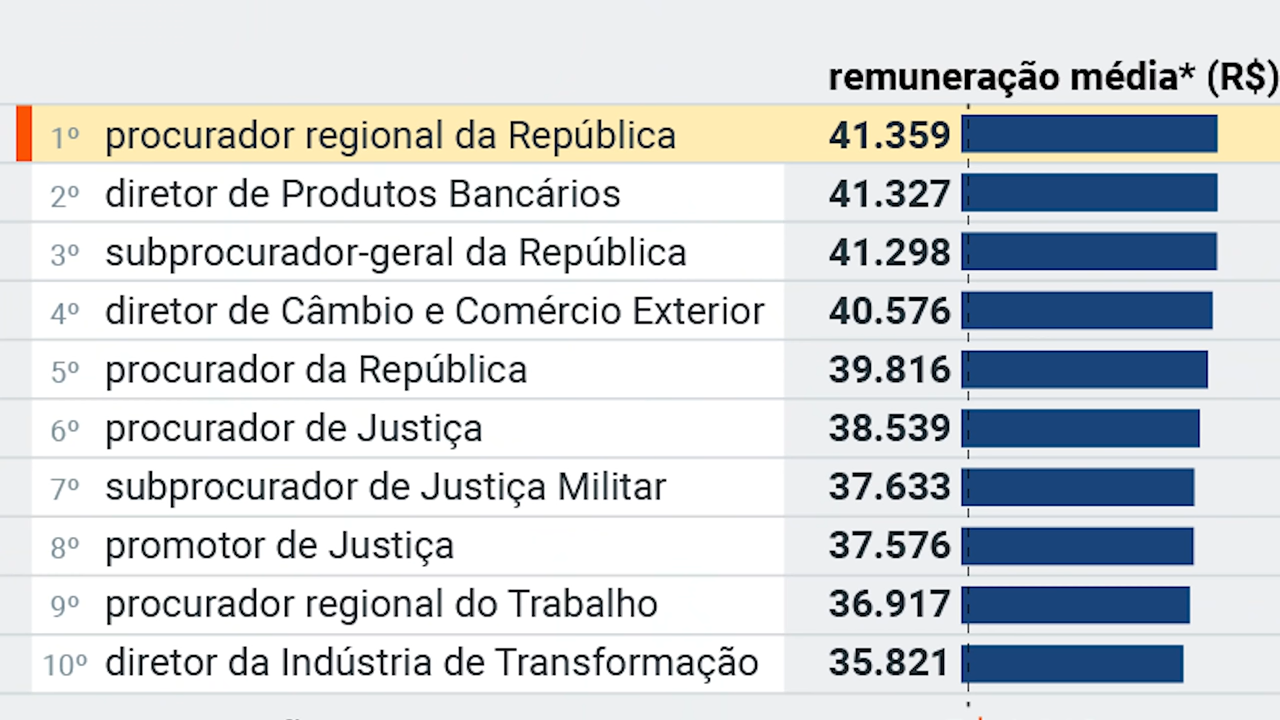 remuneração média* (R$)
1º procurador regional da República 41.359
2º diretor de Produtos Bancários 41.327
3º subprocurador-geral da República 41.298
4º diretor de Câmbio e Comércio Exterior 40.576
5º procurador da República 39.816
6º procurador de Justiça 38.539
7º subprocurador de Justiça Militar 37.633
8º promotor de Justiça 37.576
9º procurador regional do Trabalho 36.917
10º diretor da Indústria de Transformação 35.821